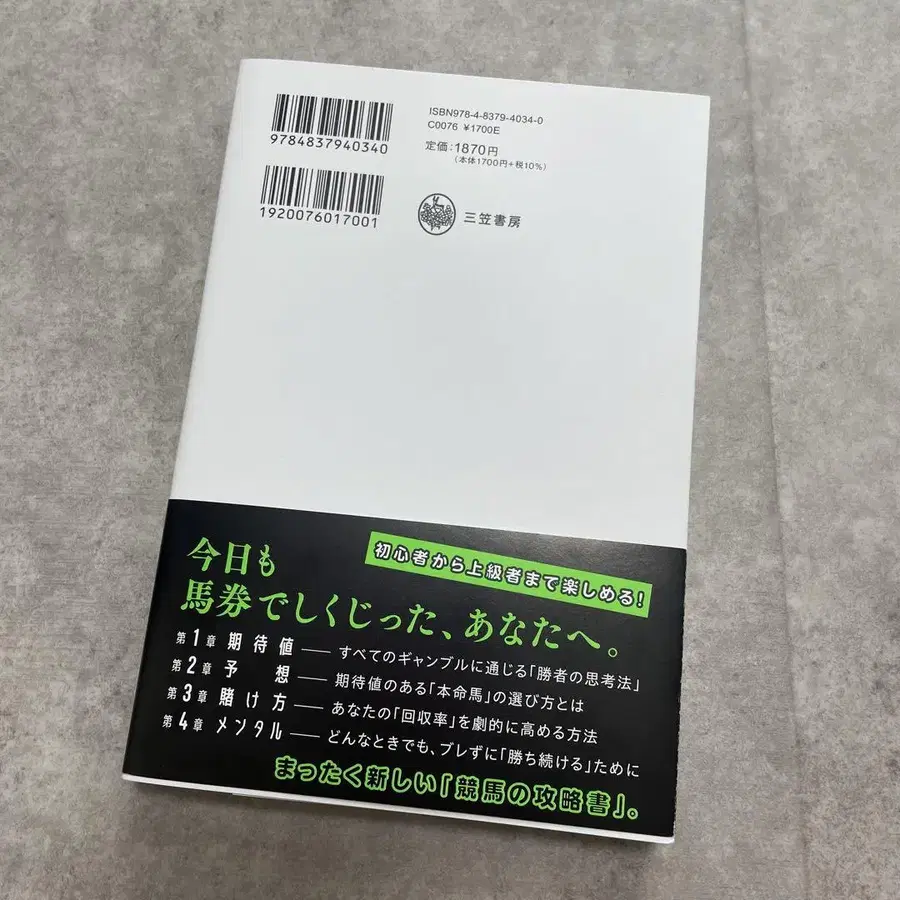 9784837940340
ISBN978-4-8379-4034-0
C0076 ¥1700E
定価:1870円
(本体1700円+税10%)
1920076017001
三笠書房
初心者から上級者まで楽しめる!
今日も
馬券でしくじった、あなたへ。
第1章 期待値 ── すべてのギャンブルに通じる「勝者の思考法」
第2章 予想 ── 期待値のある「本命馬」の選び方とは
第3章 賭け方 ── あなたの「回収率」を劇的に高める方法
第4章 メンタル ── どんなときでも、ブレずに「勝ち続ける」ために
まったく新しい「競馬の攻略書」。